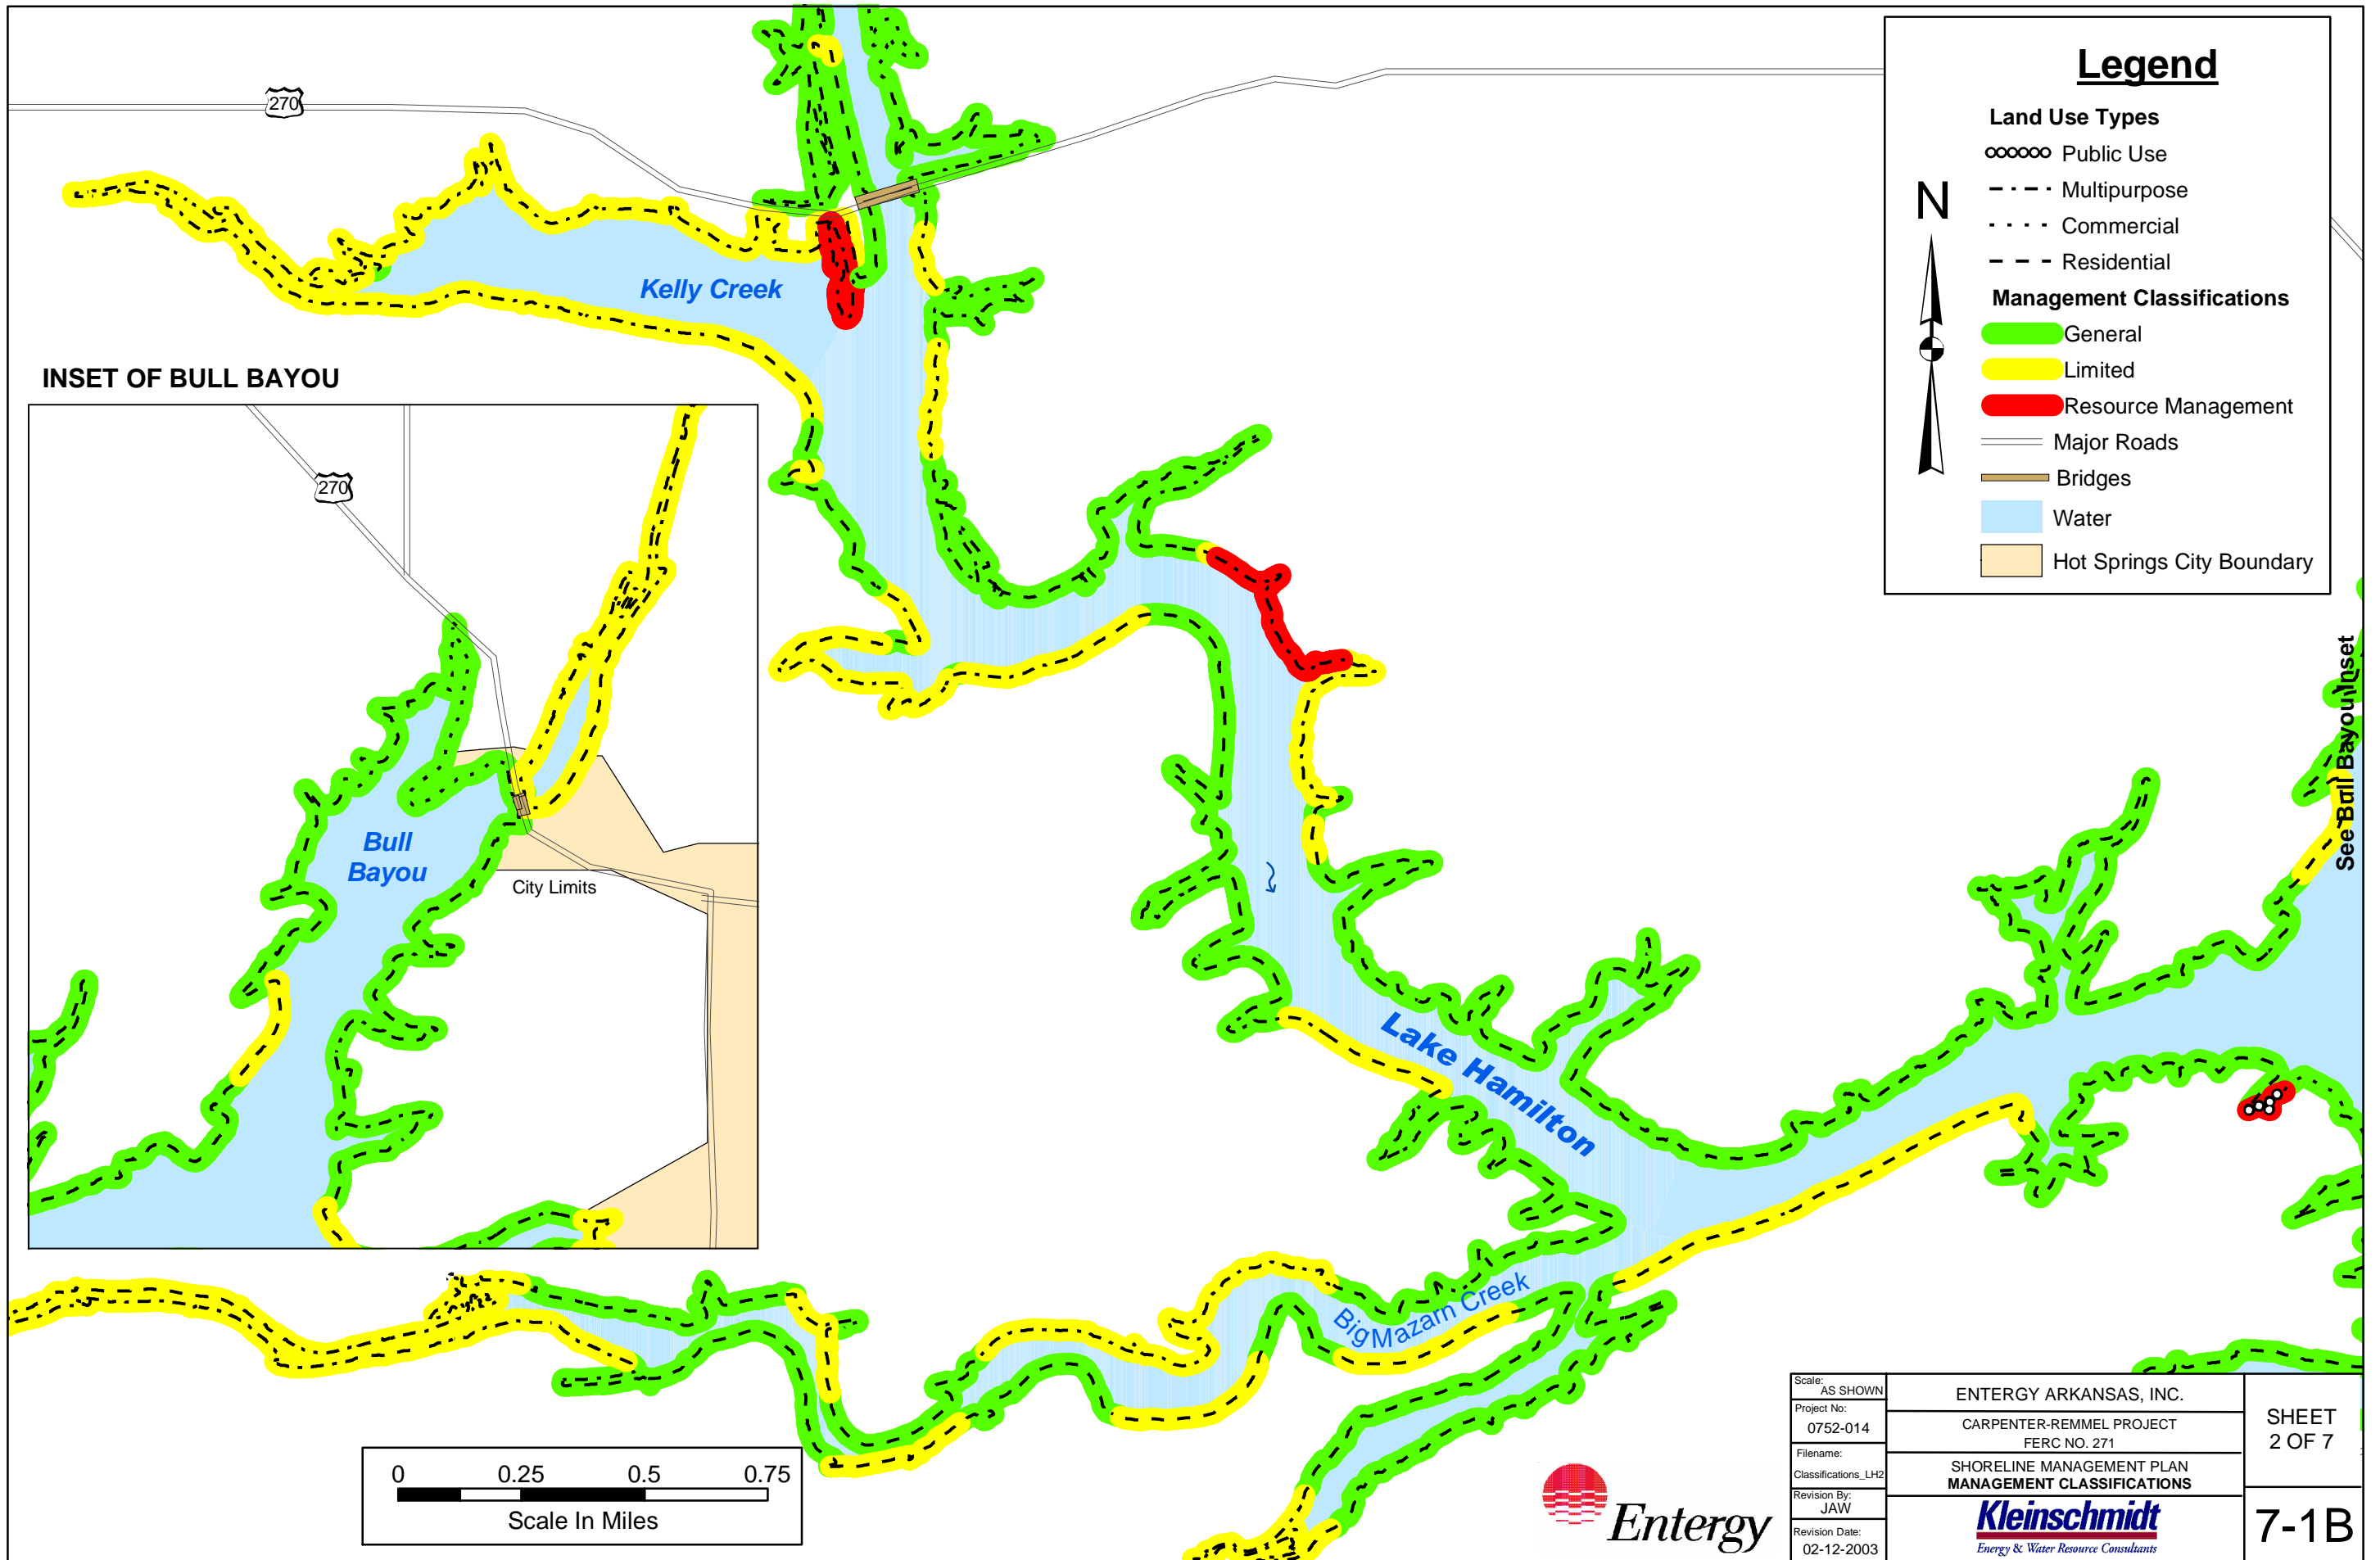 Legend
Land Use Types
Public Use
Multipurpose
Commercial
Residential
Management Classifications
General
Limited
Resource Management
Major Roads
Bridges
Water
Hot Springs City Boundary
N
270
Kelly Creek
INSET OF BULL BAYOU
270
Bull
Bayou
City Limits
See Bull Bayou Inset
Lake Hamilton
Big Mazarn Creek
0 0.25 0.5 0.75
Scale In Miles
Entergy
Scale:
AS SHOWN
Project No:
0752-014
Filename:
Classifications_LH2
Revision By:
JAW
Revision Date:
02-12-2003
ENTERGY ARKANSAS, INC.
CARPENTER-REMMEL PROJECT
FERC NO. 271
SHORELINE MANAGEMENT PLAN
MANAGEMENT CLASSIFICATIONS
Kleinschmidt
Energy & Water Resource Consultants
SHEET
2 OF 7
7-1B